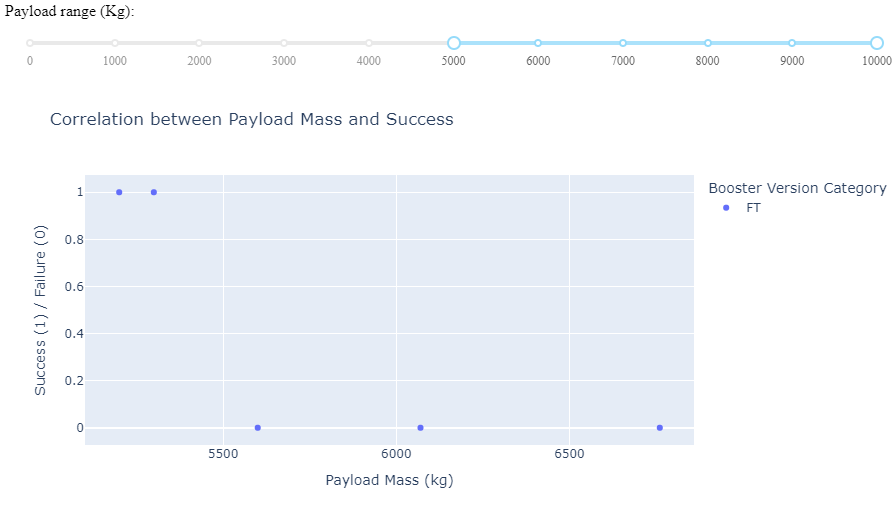 Payload range (Kg):
0 1000 2000 3000 4000 5000 6000 7000 8000 9000 10000
Correlation between Payload Mass and Success
Booster Version Category
FT
Success (1) / Failure (0)
1
0.8
0.6
0.4
0.2
0
5500 6000 6500
Payload Mass (kg)